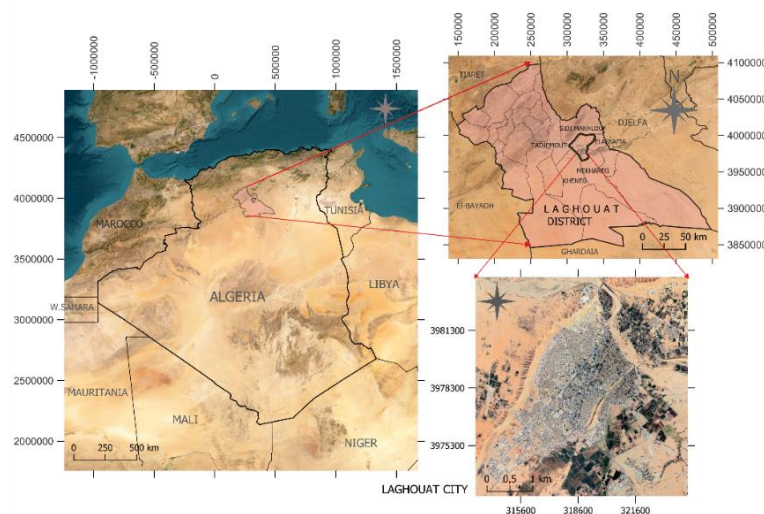 -1000000
-500000
0
500000
1000000
1500000
4500000
4000000
3500000
3000000
2500000
2000000
MAROCCO
TUNISIA
ALGERIA
LIBYA
W.SAHARA
MAURITANIA
MALI
NIGER
0 250 500 km
150000
200000
250000
300000
350000
400000
450000
500000
4100000
4050000
4000000
3950000
3900000
3850000
TIARET
N
DJELFA
SIDI MAKHLOUF
ELASSAFIA
TADJEMOUT
MEKHAREG
KHENEG
El-BAYADH
LAGHOUAT
DISTRICT
0 25 50 km
GHARDAIA
3981300
3978300
3975300
0 0,5 1 km
LAGHOUAT CITY
315600
318600
321600